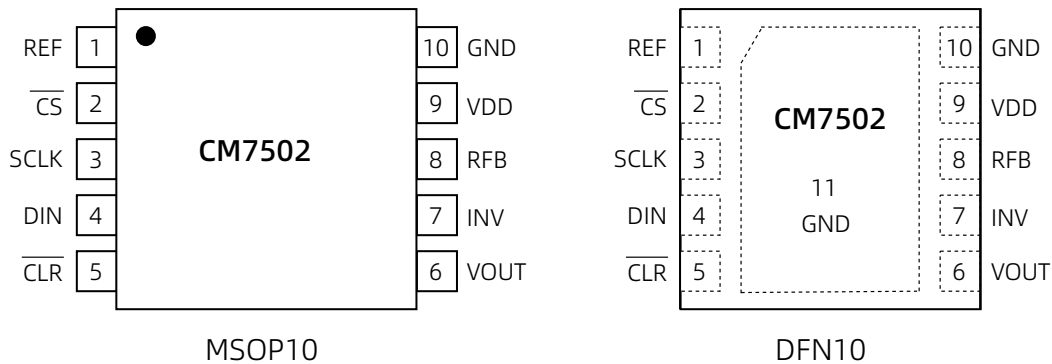 REF 1 10 GND
CS 2 9 VDD
CM7502
SCLK 3 8 RFB
DIN 4 7 INV
CLR 5 6 VOUT
MSOP10
REF 1 10 GND
CS 2 9 VDD
CM7502
SCLK 3 8 RFB
11
DIN 4 7 INV
GND
CLR 5 6 VOUT
DFN10